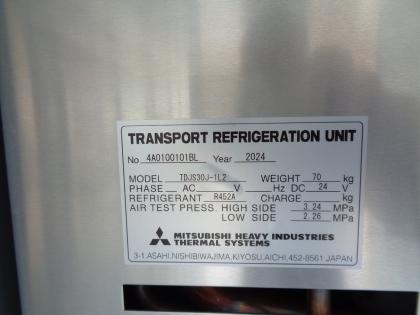 TRANSPORT REFRIGERATION UNIT
No 4A0100101BL Year 2024
MODEL TDJS30J-1L2 WEIGHT 70 kg
PHASE AC V Hz DC 24 V
REFRIGERANT R452A CHARGE kg
AIR TEST PRESS. HIGH SIDE 3.24 MPa
LOW SIDE 2.26 MPa
MITSUBISHI HEAVY INDUSTRIES
THERMAL SYSTEMS
3-1.ASAHI.NISHIBIWAJIMA.KIYOSU.AICHI.452-8561 JAPAN